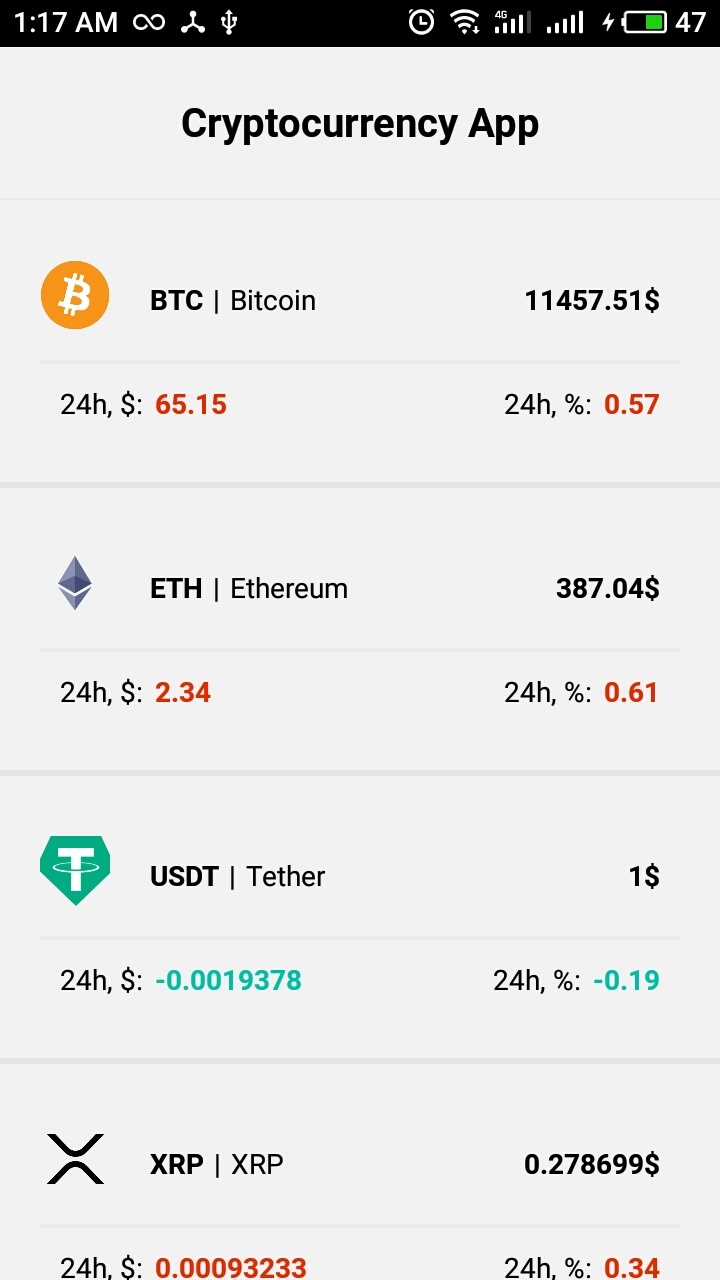 1:17 AM 4G 47
Cryptocurrency App
BTC | Bitcoin 11457.51$
24h, $: 65.15 24h, %: 0.57
ETH | Ethereum 387.04$
24h, $: 2.34 24h, %: 0.61
USDT | Tether 1$
24h, $: -0.0019378 24h, %: -0.19
XRP | XRP 0.278699$
24h, $: 0.00093233 24h, %: 0.34